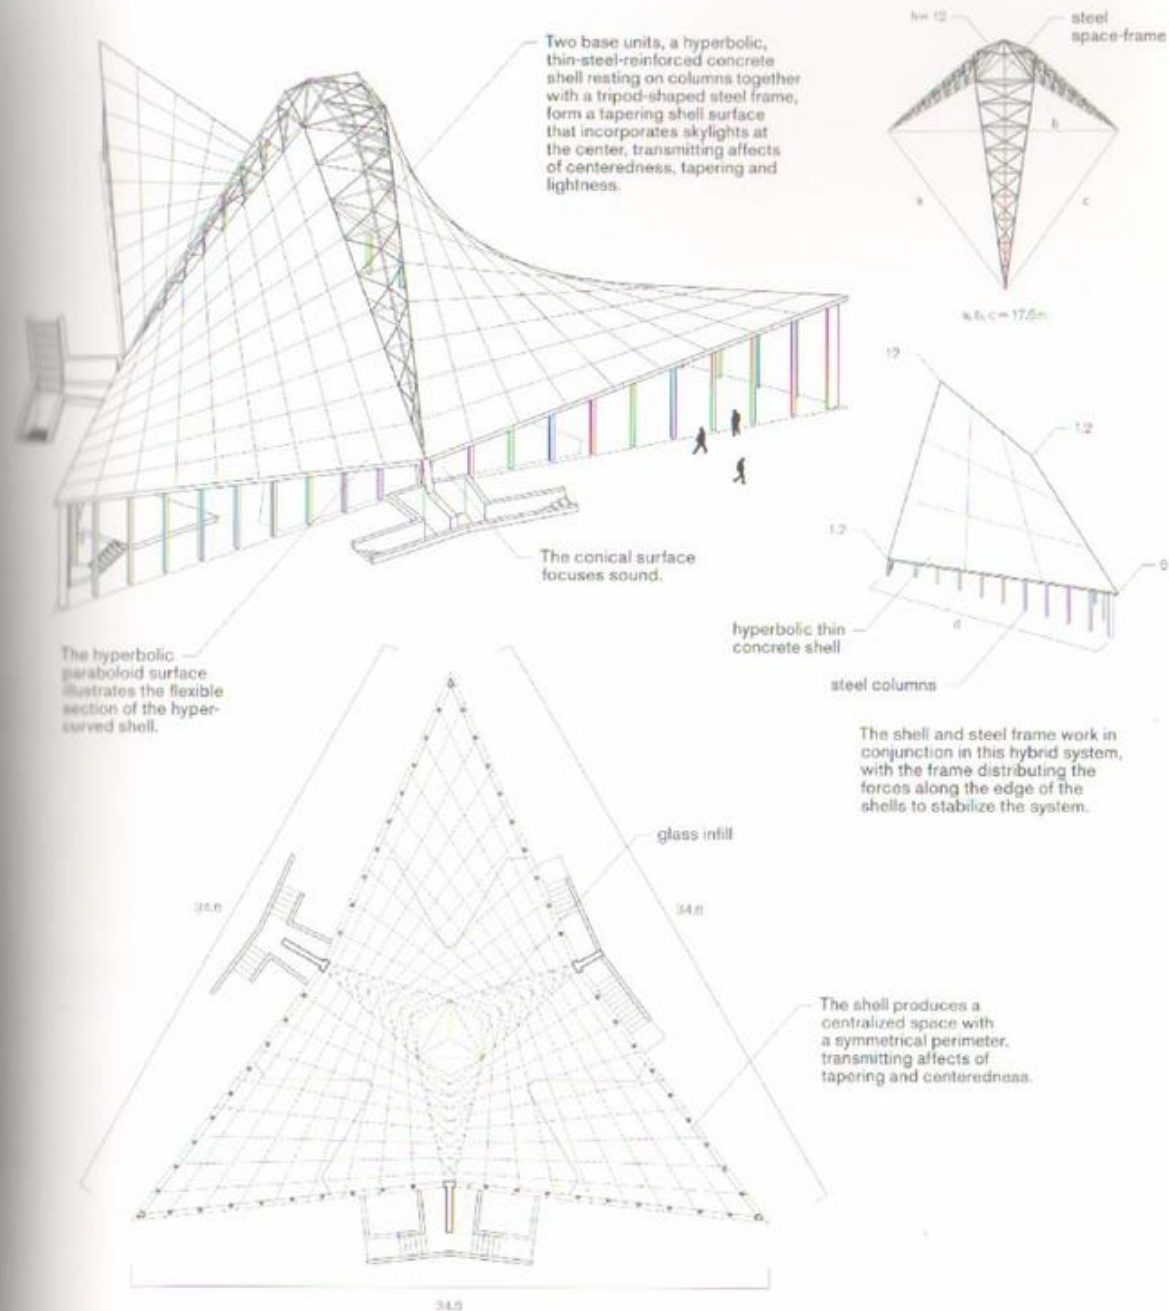 Two base units, a hyperbolic,
thin-steel-reinforced concrete
shell resting on columns together
with a tripod-shaped steel frame,
form a tapering shell surface
that incorporates skylights at
the center, transmitting affects
of centeredness, tapering and
lightness.
h= 12
steel
space-frame
b
a
c
a, b, c = 17.6m
12
1.2
1.2
6
d
hyperbolic thin
concrete shell
steel columns
The conical surface
focuses sound.
The hyperbolic
paraboloid surface
illustrates the flexible
section of the hyper-
curved shell.
The shell and steel frame work in
conjunction in this hybrid system,
with the frame distributing the
forces along the edge of the
shells to stabilize the system.
glass infill
34.6
34.6
The shell produces a
centralized space with
a symmetrical perimeter,
transmitting affects of
tapering and centeredness.
34.6